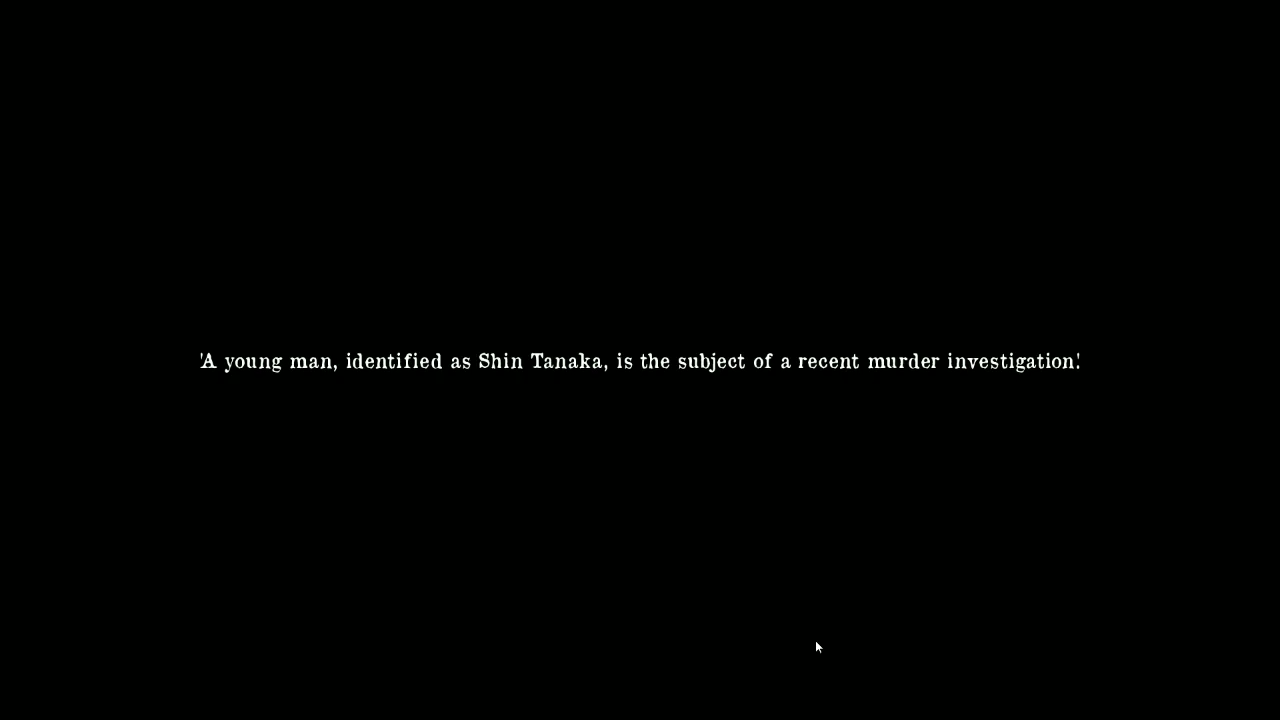 'A young man, identified as Shin Tanaka, is the subject of a recent murder investigation.'